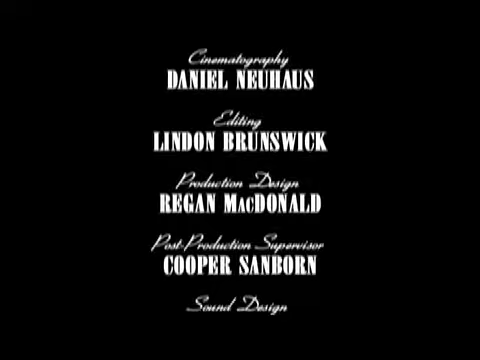 Cinematography
DANIEL NEUHAUS
Editing
LINDON BRUNSWICK
Production Design
REGAN MACDONALD
Post-Production Supervisor
COOPER SANBORN
Sound Design